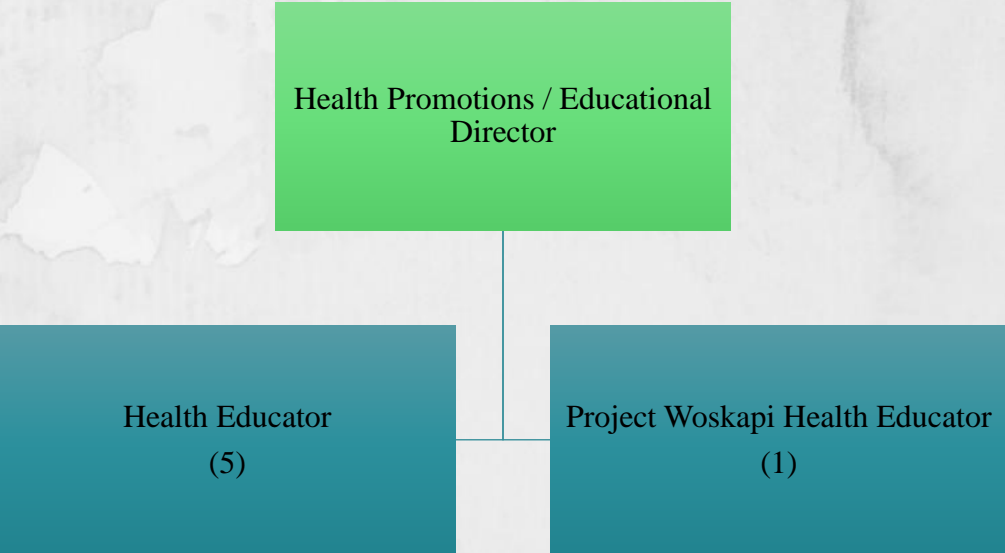 Health Promotions / Educational
Director
Health Educator
(5)
Project Woskapi Health Educator
(1)